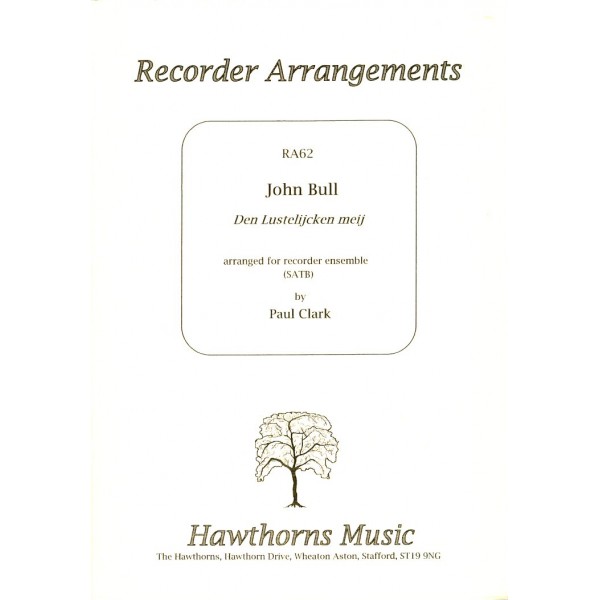 Recorder Arrangements
RA62
John Bull
Den Lustelijcken meij
arranged for recorder ensemble
(SATB)
by
Paul Clark
Hawthorns Music
The Hawthorns, Hawthorn Drive, Wheaton Aston, Stafford, ST19 9NG